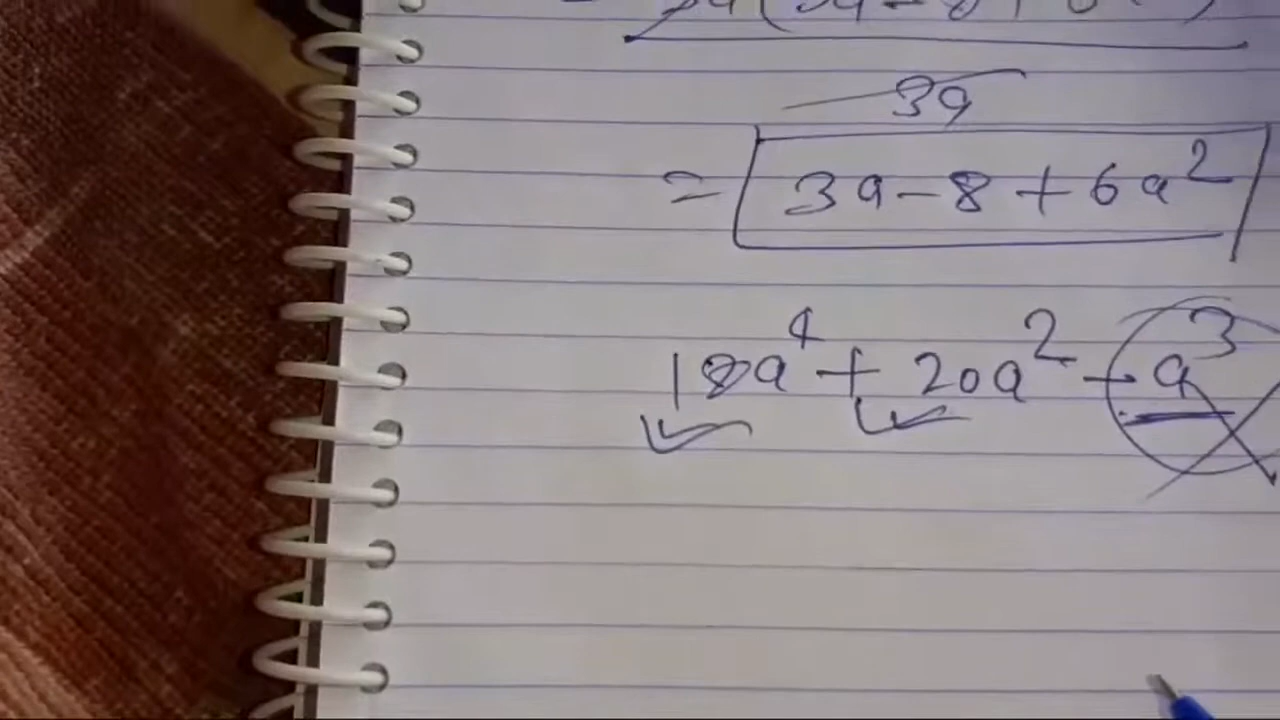 3a
= 3a - 8 + 6a²
18a⁴ + 20a² - a³